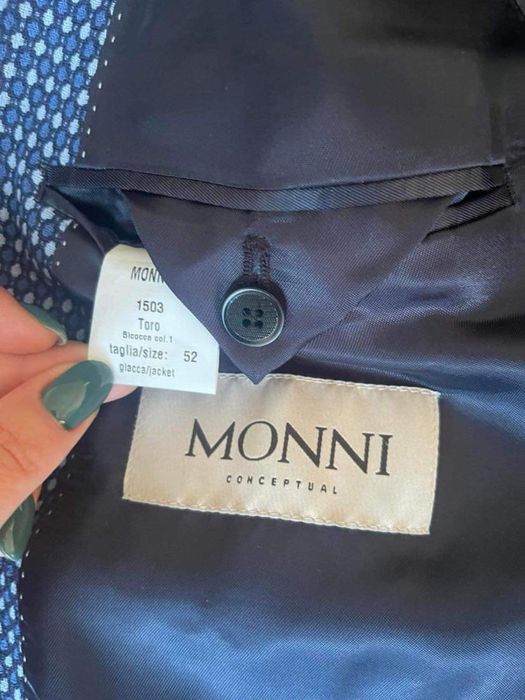 MONNI
1503
Toro
Bicocca col.1
taglia/size: 52
giacca/jacket
MONNI
CONCEPTUAL